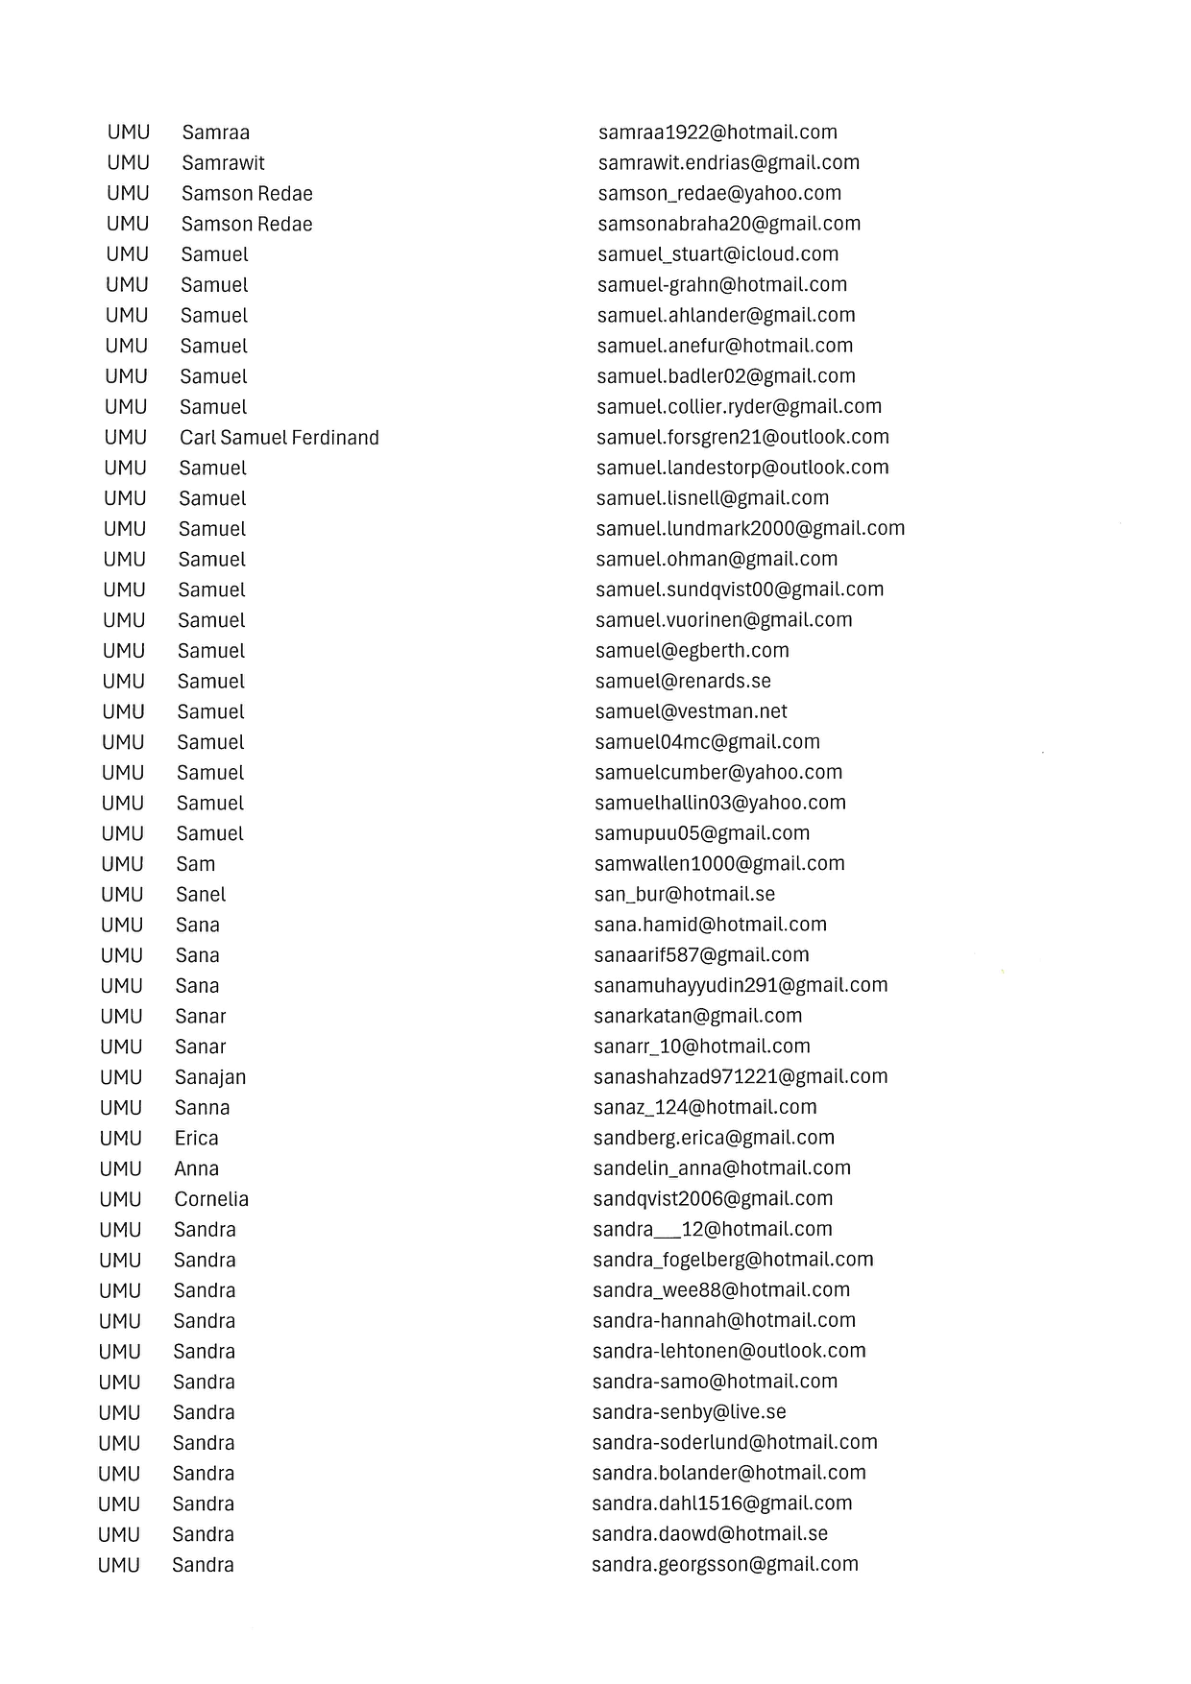 UMU Samraa samraa1922@hotmail.com
UMU Samrawit samrawit.endrias@gmail.com
UMU Samson Redae samson_redae@yahoo.com
UMU Samson Redae samsonabraha20@gmail.com
UMU Samuel samuel_stuart@icloud.com
UMU Samuel samuel-grahn@hotmail.com
UMU Samuel samuel.ahlander@gmail.com
UMU Samuel samuel.anefur@hotmail.com
UMU Samuel samuel.badler02@gmail.com
UMU Samuel samuel.collier.ryder@gmail.com
UMU Carl Samuel Ferdinand samuel.forsgren21@outlook.com
UMU Samuel samuel.landestorp@outlook.com
UMU Samuel samuel.lisnell@gmail.com
UMU Samuel samuel.lundmark2000@gmail.com
UMU Samuel samuel.ohman@gmail.com
UMU Samuel samuel.sundqvist00@gmail.com
UMU Samuel samuel.vuorinen@gmail.com
UMU Samuel samuel@egberth.com
UMU Samuel samuel@renards.se
UMU Samuel samuel@vestman.net
UMU Samuel samuel04mc@gmail.com
UMU Samuel samuelcumber@yahoo.com
UMU Samuel samuelhallin03@yahoo.com
UMU Samuel samupuu05@gmail.com
UMU Sam samwallen1000@gmail.com
UMU Sanel san_bur@hotmail.se
UMU Sana sana.hamid@hotmail.com
UMU Sana sanaarif587@gmail.com
UMU Sana sanamuhayyudin291@gmail.com
UMU Sanar sanarkatan@gmail.com
UMU Sanar sanarr_10@hotmail.com
UMU Sanajan sanashahzad971221@gmail.com
UMU Sanna sanaz_124@hotmail.com
UMU Erica sandberg.erica@gmail.com
UMU Anna sandelin_anna@hotmail.com
UMU Cornelia sandqvist2006@gmail.com
UMU Sandra sandra___12@hotmail.com
UMU Sandra sandra_fogelberg@hotmail.com
UMU Sandra sandra_wee88@hotmail.com
UMU Sandra sandra-hannah@hotmail.com
UMU Sandra sandra-lehtonen@outlook.com
UMU Sandra sandra-samo@hotmail.com
UMU Sandra sandra-senby@live.se
UMU Sandra sandra-soderlund@hotmail.com
UMU Sandra sandra.bolander@hotmail.com
UMU Sandra sandra.dahl1516@gmail.com
UMU Sandra sandra.daowd@hotmail.se
UMU Sandra sandra.georgsson@gmail.com